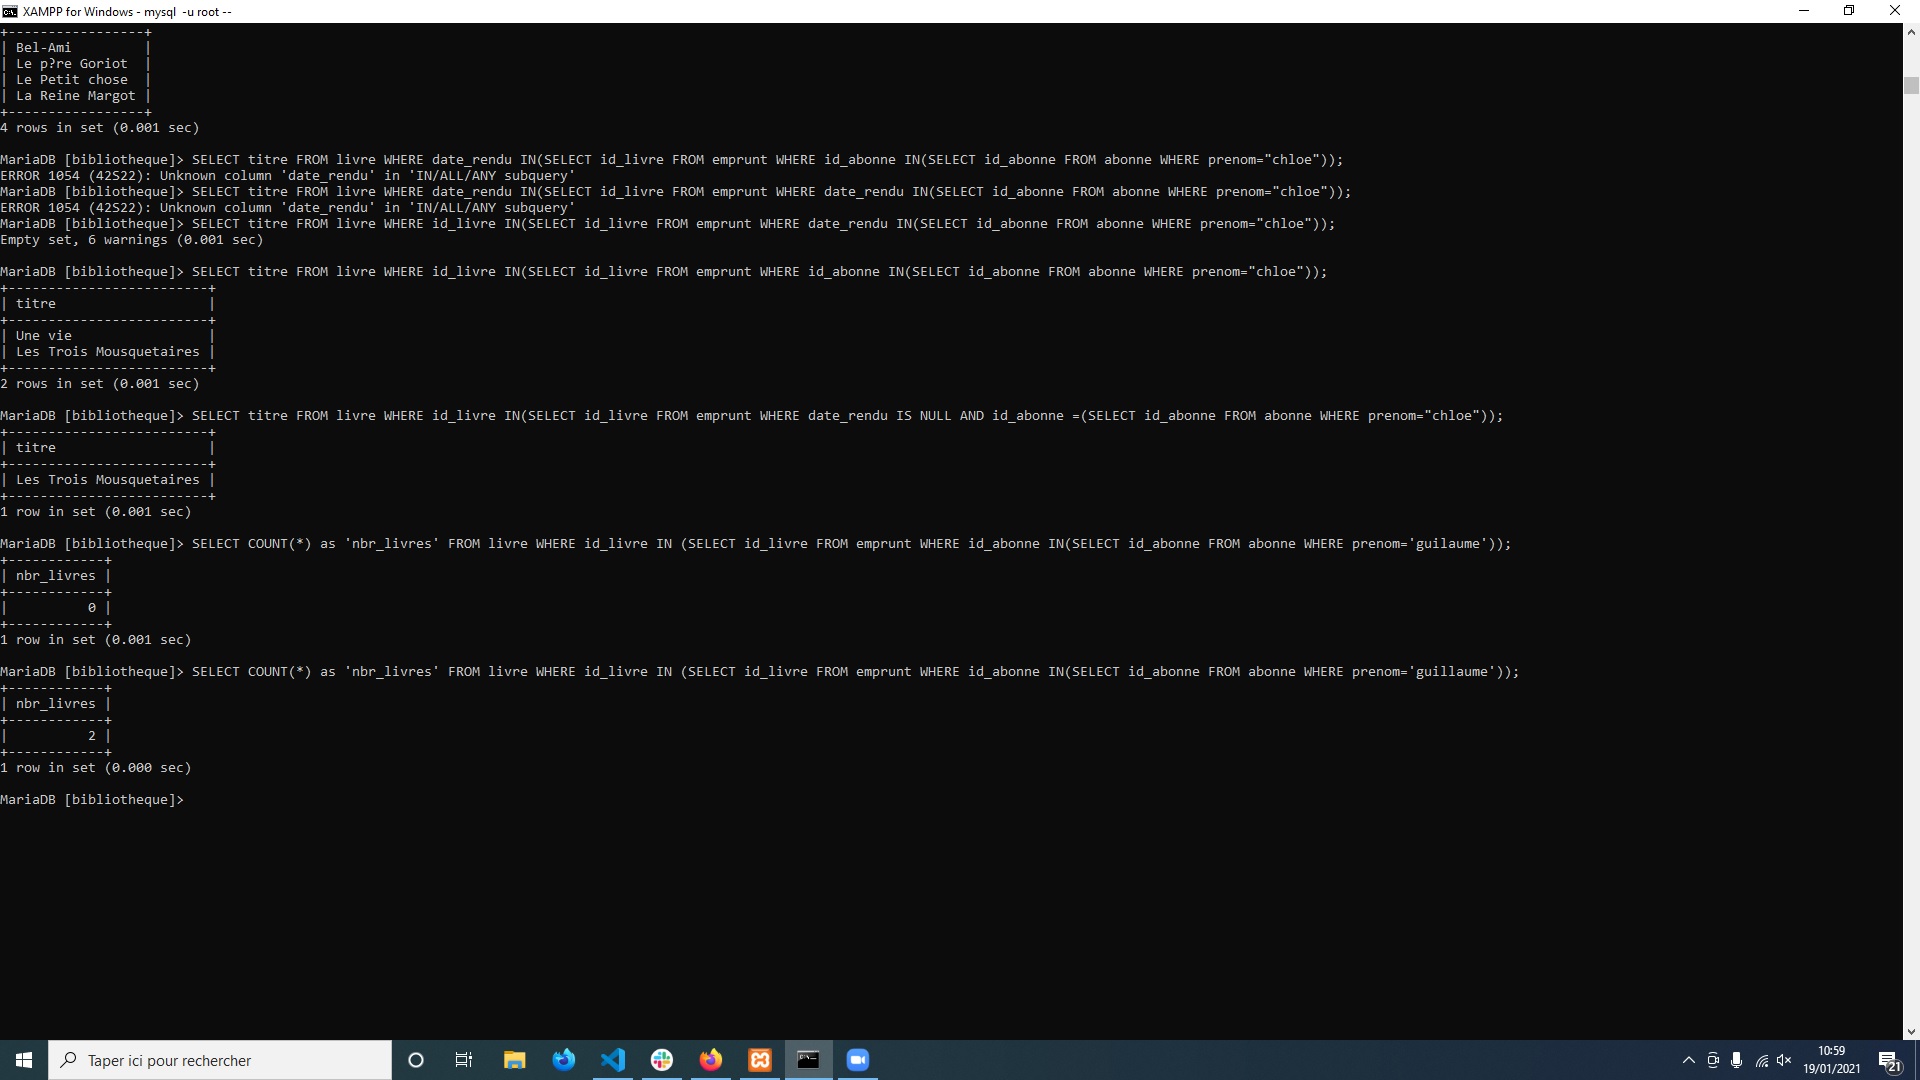 XAMPP for Windows - mysql  -u root --
+-----------------+
| Bel-Ami         |
| Le p?re Goriot  |
| Le Petit chose  |
| La Reine Margot |
+-----------------+
4 rows in set (0.001 sec)
MariaDB [bibliotheque]> SELECT titre FROM livre WHERE date_rendu IN(SELECT id_livre FROM emprunt WHERE id_abonne IN(SELECT id_abonne FROM abonne WHERE prenom="chloe"));
ERROR 1054 (42S22): Unknown column 'date_rendu' in 'IN/ALL/ANY subquery'
MariaDB [bibliotheque]> SELECT titre FROM livre WHERE date_rendu IN(SELECT id_livre FROM emprunt WHERE date_rendu IN(SELECT id_abonne FROM abonne WHERE prenom="chloe"));
ERROR 1054 (42S22): Unknown column 'date_rendu' in 'IN/ALL/ANY subquery'
MariaDB [bibliotheque]> SELECT titre FROM livre WHERE id_livre IN(SELECT id_livre FROM emprunt WHERE date_rendu IN(SELECT id_abonne FROM abonne WHERE prenom="chloe"));
Empty set, 6 warnings (0.001 sec)
MariaDB [bibliotheque]> SELECT titre FROM livre WHERE id_livre IN(SELECT id_livre FROM emprunt WHERE id_abonne IN(SELECT id_abonne FROM abonne WHERE prenom="chloe"));
+-------------------------+
| titre                   |
+-------------------------+
| Une vie                 |
| Les Trois Mousquetaires |
+-------------------------+
2 rows in set (0.001 sec)
MariaDB [bibliotheque]> SELECT titre FROM livre WHERE id_livre IN(SELECT id_livre FROM emprunt WHERE date_rendu IS NULL AND id_abonne =(SELECT id_abonne FROM abonne WHERE prenom="chloe"));
+-------------------------+
| titre                   |
+-------------------------+
| Les Trois Mousquetaires |
+-------------------------+
1 row in set (0.001 sec)
MariaDB [bibliotheque]> SELECT COUNT(*) as 'nbr_livres' FROM livre WHERE id_livre IN (SELECT id_livre FROM emprunt WHERE id_abonne IN(SELECT id_abonne FROM abonne WHERE prenom='guilaume'));
+------------+
| nbr_livres |
+------------+
|          0 |
+------------+
1 row in set (0.001 sec)
MariaDB [bibliotheque]> SELECT COUNT(*) as 'nbr_livres' FROM livre WHERE id_livre IN (SELECT id_livre FROM emprunt WHERE id_abonne IN(SELECT id_abonne FROM abonne WHERE prenom='guillaume'));
+------------+
| nbr_livres |
+------------+
|          2 |
+------------+
1 row in set (0.000 sec)
MariaDB [bibliotheque]>
Taper ici pour rechercher
10:59
19/01/2021
21